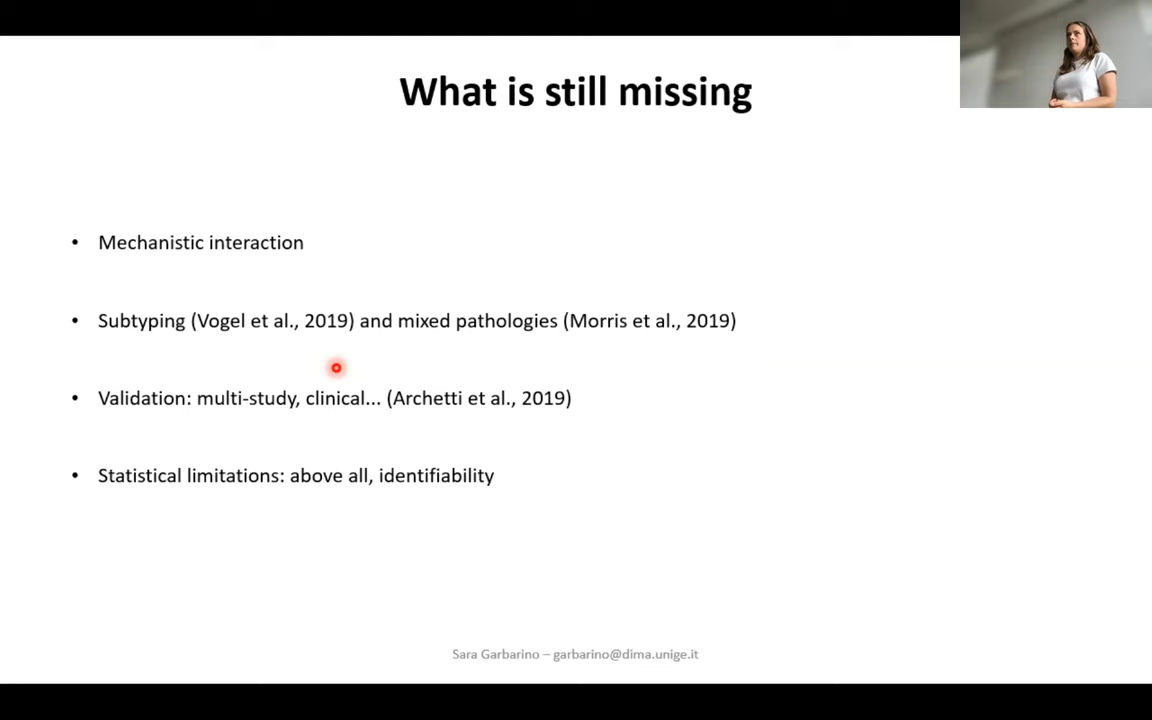 What is still missing
• Mechanistic interaction
• Subtyping (Vogel et al., 2019) and mixed pathologies (Morris et al., 2019)
• Validation: multi-study, clinical... (Archetti et al., 2019)
• Statistical limitations: above all, identifiability
Sara Garbarino – garbarino@dima.unige.it